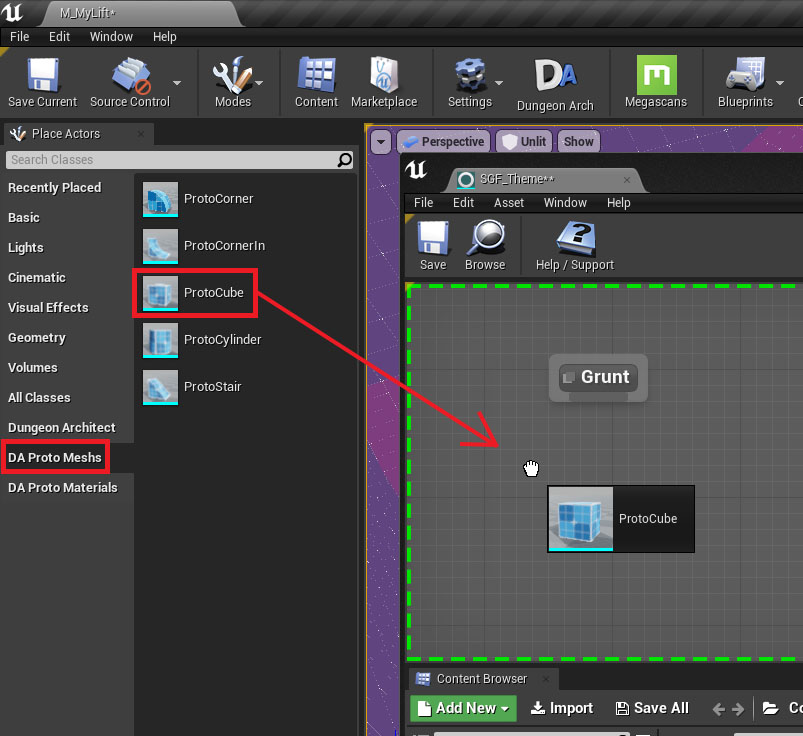 M_MyLift*
File Edit Window Help
Save Current Source Control Modes Content Marketplace Settings Dungeon Arch Megascans Blueprints
Place Actors
Search Classes
Recently Placed
Basic
Lights
Cinematic
Visual Effects
Geometry
Volumes
All Classes
Dungeon Architect
DA Proto Meshs
DA Proto Materials
ProtoCorner
ProtoCornerIn
ProtoCube
ProtoCylinder
ProtoStair
Perspective Unlit Show
SGF_Theme**
File Edit Asset Window Help
Save Browse Help / Support
Grunt
ProtoCube
Content Browser
Add New Import Save All